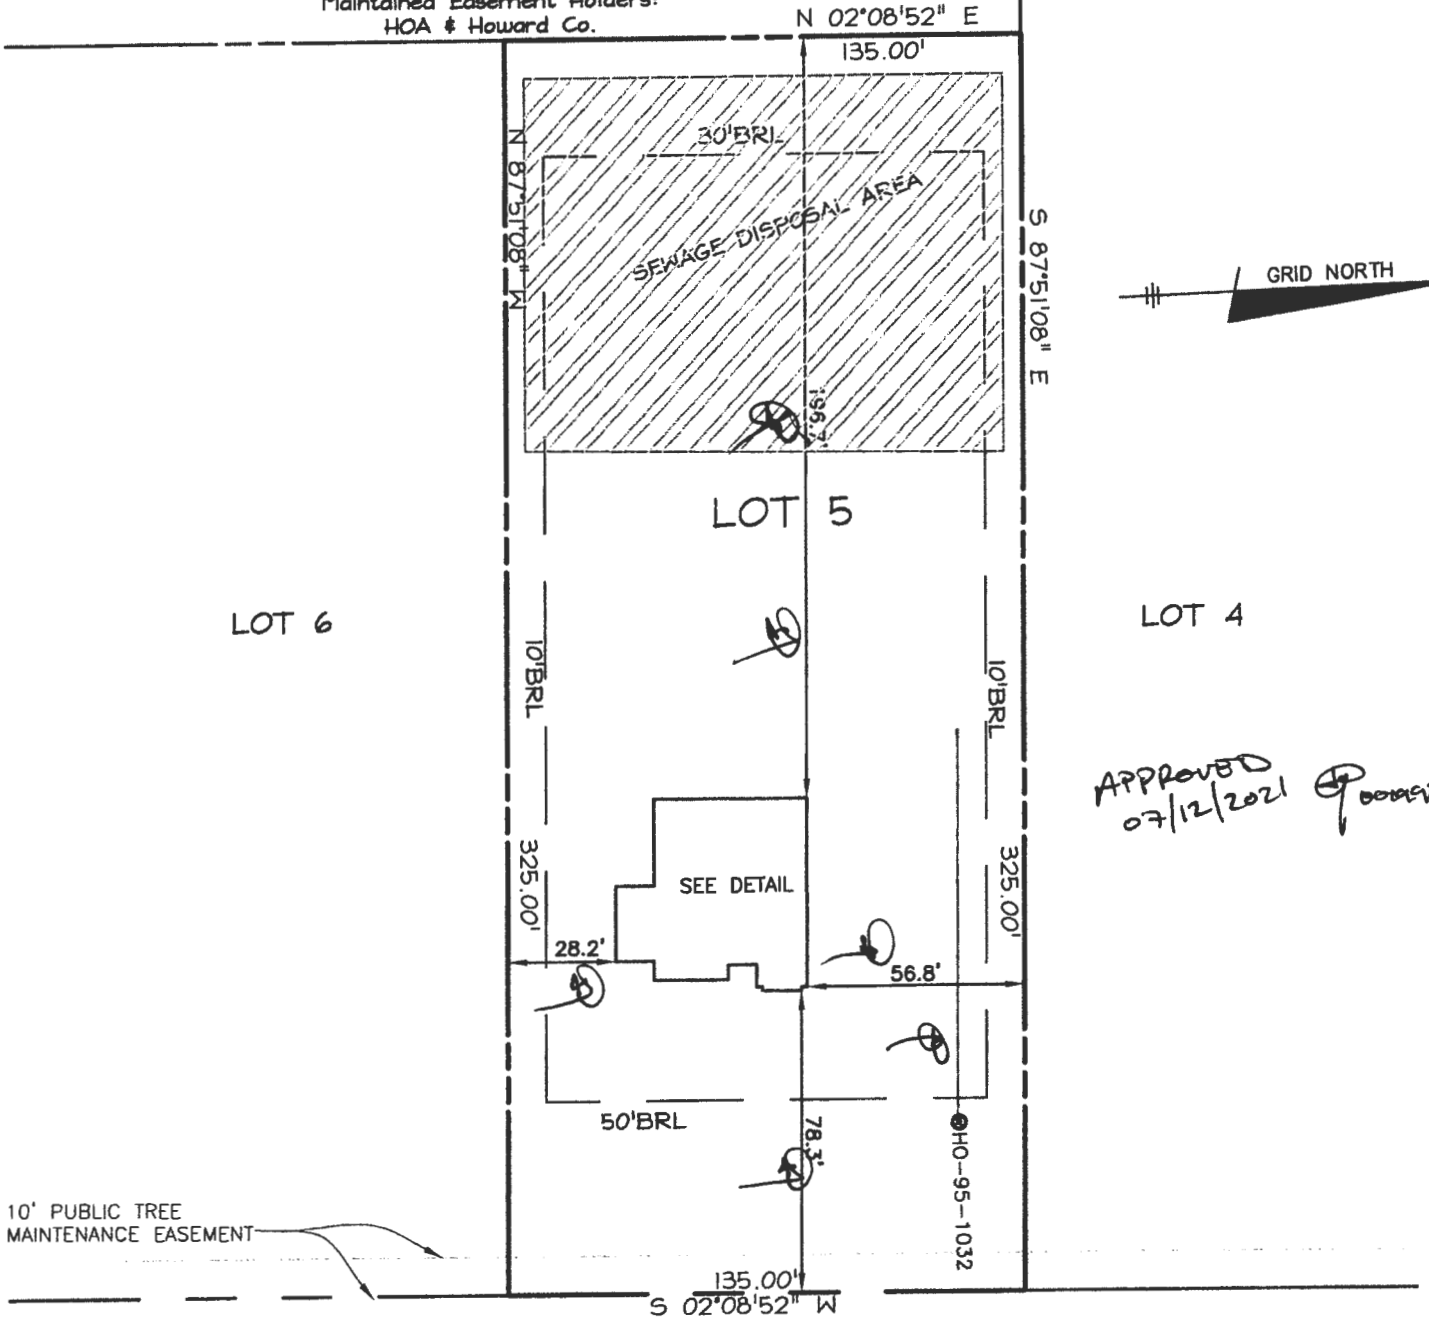 Maintained Easement Holders:
HOA & Howard Co.
N 02°08'52" E
135.00'
30'BRL
N 87°51'08" W
SEWAGE DISPOSAL AREA
S 87°51'08" E
GRID NORTH
196.7'
LOT 5
LOT 6
LOT 4
10'BRL
10'BRL
APPROVED
07/12/2021
325.00'
SEE DETAIL
325.00'
28.2'
56.8'
50'BRL
78.3'
HO-95-1032
10' PUBLIC TREE
MAINTENANCE EASEMENT
135.00'
S 02°08'52" W